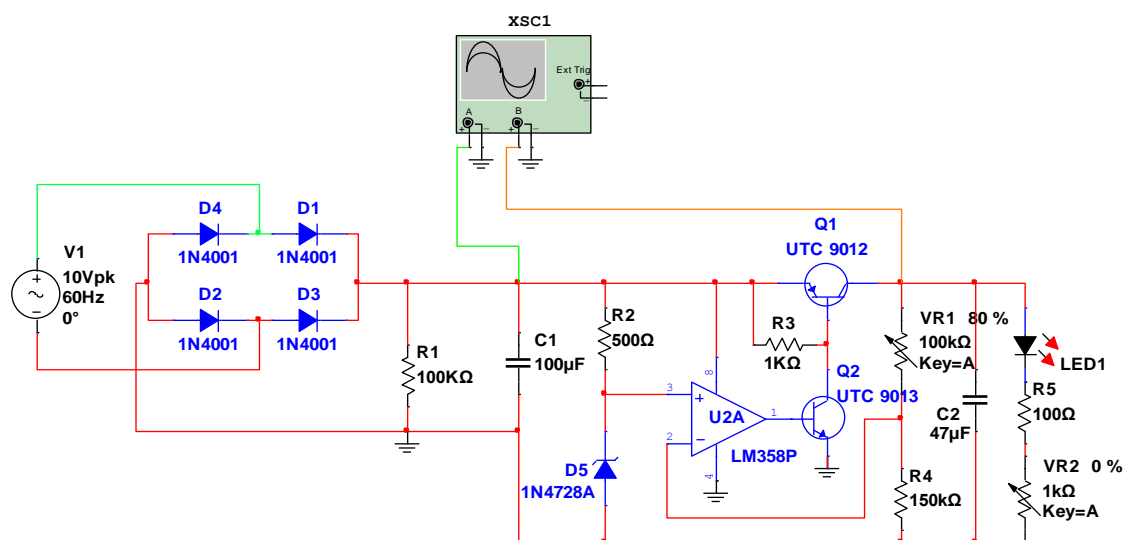 XSC1
Ext Trig
+
−
A
B
+ −
+ −
V1
10Vpk
60Hz
0°
+
−
D4
1N4001
D1
1N4001
D2
1N4001
D3
1N4001
R1
100KΩ
C1
100µF
R2
500Ω
D5
1N4728A
R3
1KΩ
Q1
UTC 9012
Q2
UTC 9013
3
2
8
4
1
+
−
U2A
LM358P
VR1 80 %
100kΩ
Key=A
R4
150kΩ
C2
47µF
LED1
R5
100Ω
VR2 0 %
1kΩ
Key=A